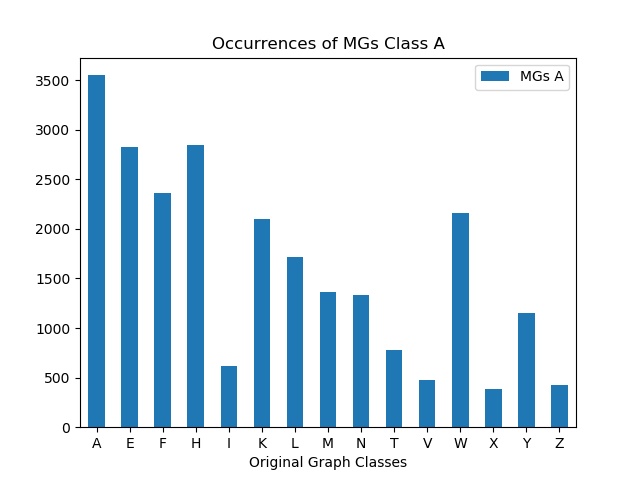 Occurrences of MGs Class A
MGs A
3500
3000
2500
2000
1500
1000
500
0
A E F H I K L M N T V W X Y Z
Original Graph Classes